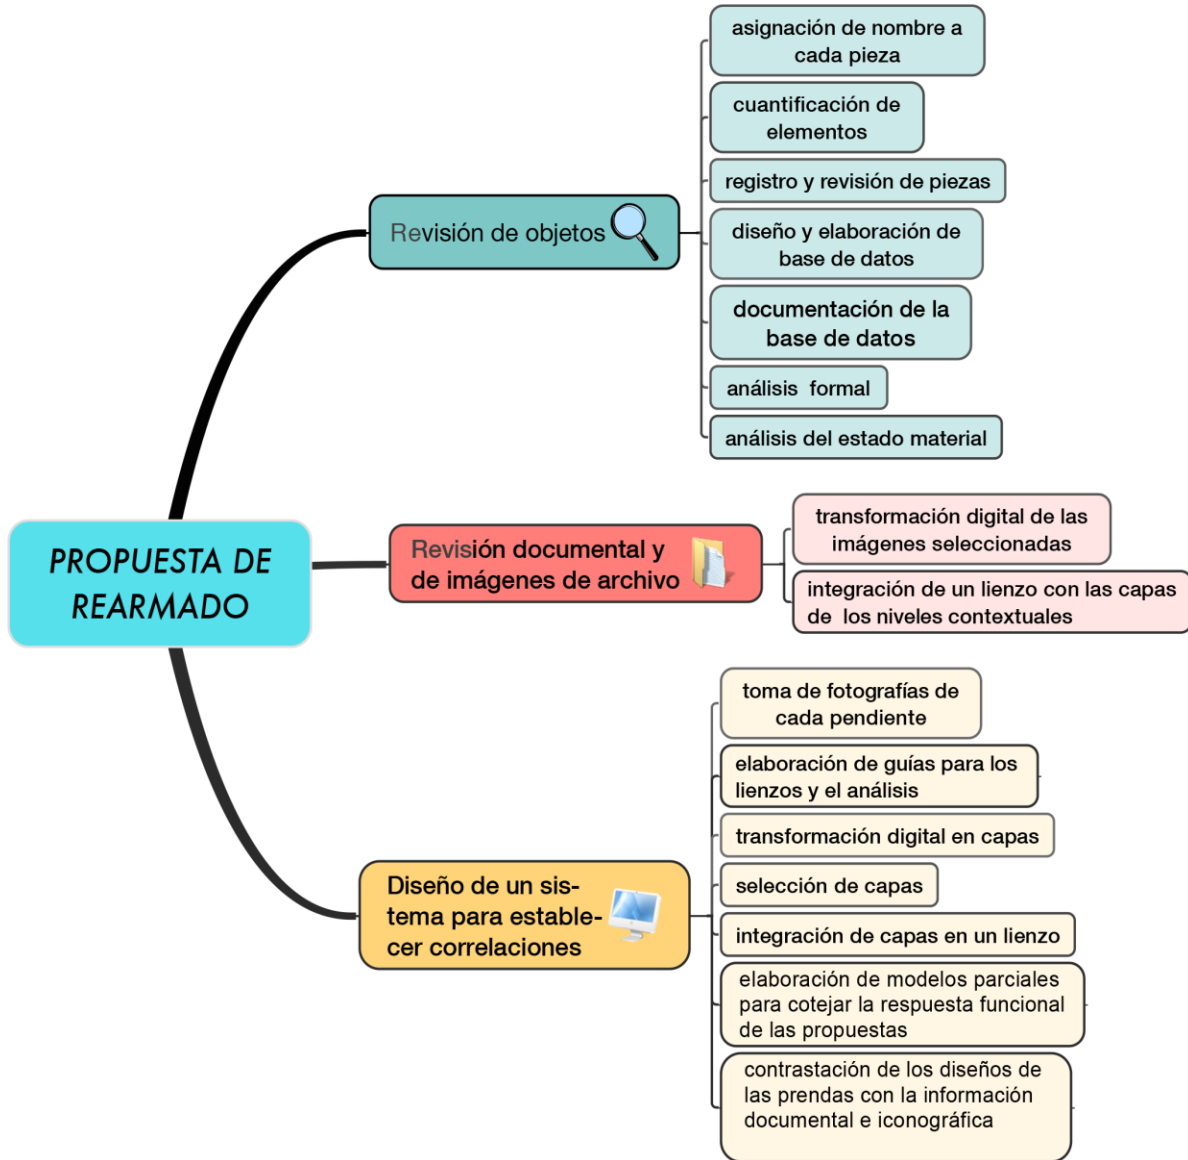 PROPUESTA DE
REARMADO
Revisión de objetos
asignación de nombre a
cada pieza
cuantificación de
elementos
registro y revisión de piezas
diseño y elaboración de
base de datos
documentación de la
base de datos
análisis formal
análisis del estado material
Revisión documental y
de imágenes de archivo
transformación digital de las
imágenes seleccionadas
integración de un lienzo con las capas
de los niveles contextuales
Diseño de un sis-
tema para estable-
cer correlaciones
toma de fotografías de
cada pendiente
elaboración de guías para los
lienzos y el análisis
transformación digital en capas
selección de capas
integración de capas en un lienzo
elaboración de modelos parciales
para cotejar la respuesta funcional
de las propuestas
contrastación de los diseños de
las prendas con la información
documental e iconográfica